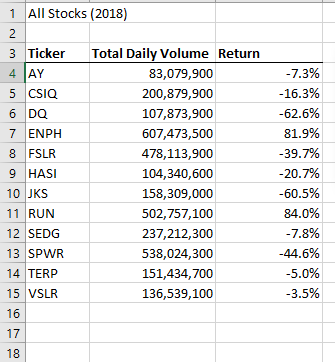 1 All Stocks (2018)
2
3 Ticker Total Daily Volume Return
4 AY 83,079,900 -7.3%
5 CSIQ 200,879,900 -16.3%
6 DQ 107,873,900 -62.6%
7 ENPH 607,473,500 81.9%
8 FSLR 478,113,900 -39.7%
9 HASI 104,340,600 -20.7%
10 JKS 158,309,000 -60.5%
11 RUN 502,757,100 84.0%
12 SEDG 237,212,300 -7.8%
13 SPWR 538,024,300 -44.6%
14 TERP 151,434,700 -5.0%
15 VSLR 136,539,100 -3.5%
16
17
18